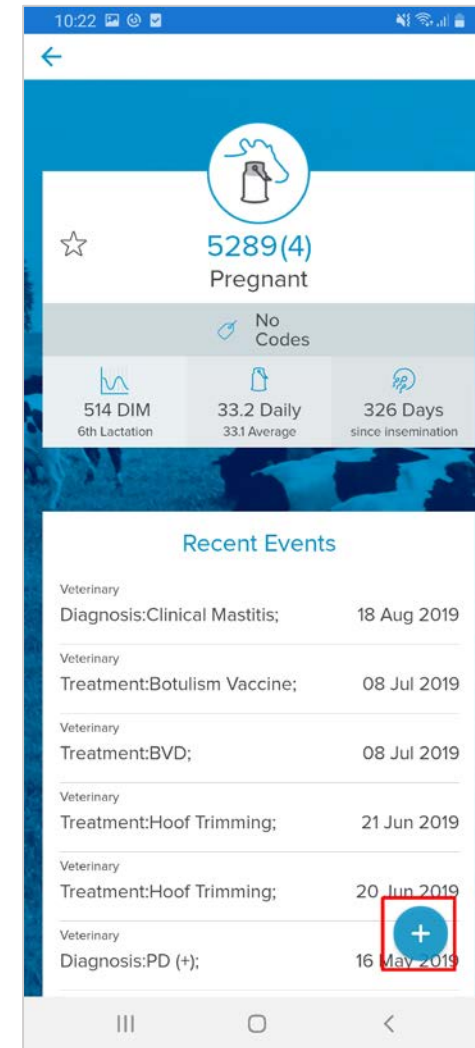 10:22
5289(4)
Pregnant
No
Codes
514 DIM
6th Lactation
33.2 Daily
33.1 Average
326 Days
since insemination
Recent Events
Veterinary
Diagnosis:Clinical Mastitis; 18 Aug 2019
Veterinary
Treatment:Botulism Vaccine; 08 Jul 2019
Veterinary
Treatment:BVD; 08 Jul 2019
Veterinary
Treatment:Hoof Trimming; 21 Jun 2019
Veterinary
Treatment:Hoof Trimming; 20 Jun 2019
Veterinary
Diagnosis:PD (+); 16 May 2019